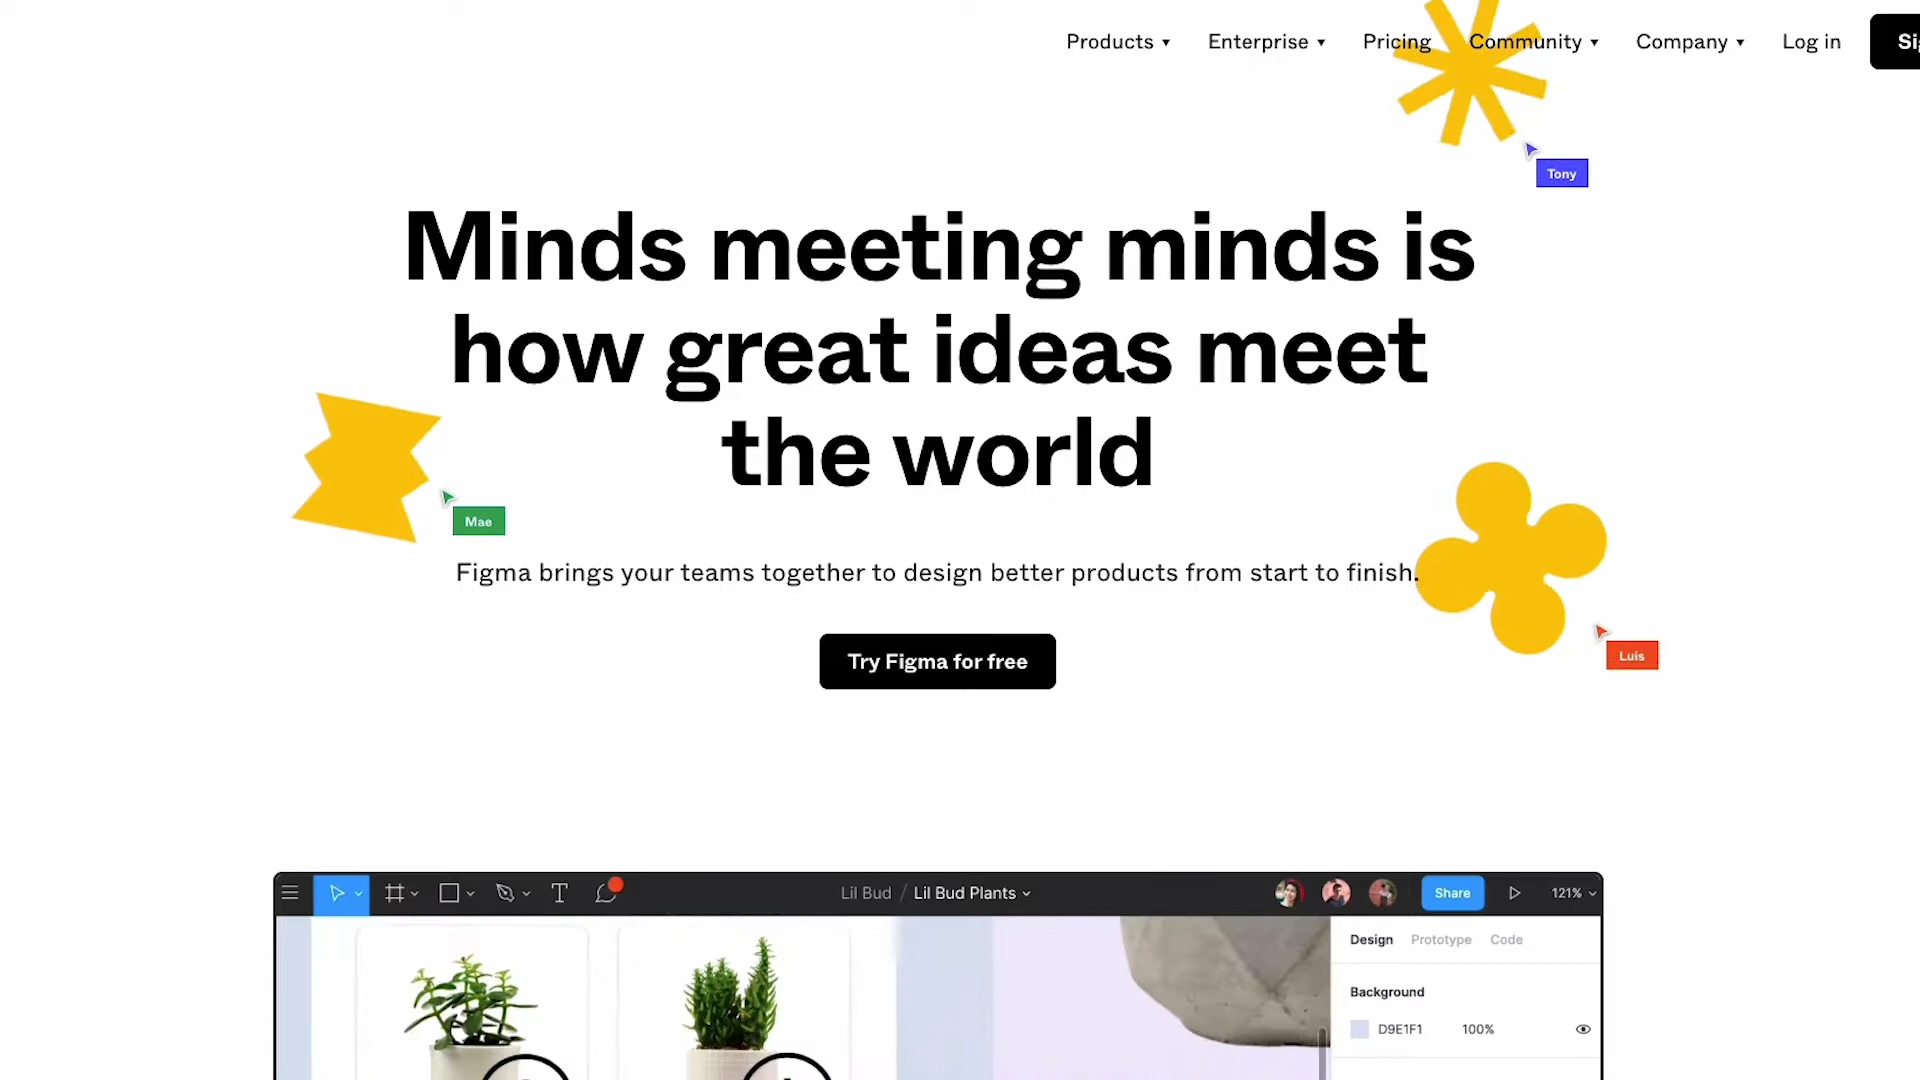 Products Enterprise Pricing Community Company Log in
Tony
Minds meeting minds is
how great ideas meet
the world
Mae
Figma brings your teams together to design better products from start to finish.
Try Figma for free
Luis
Lil Bud / Lil Bud Plants Share 121%
Design Prototype Code
Background
D9E1F1 100%